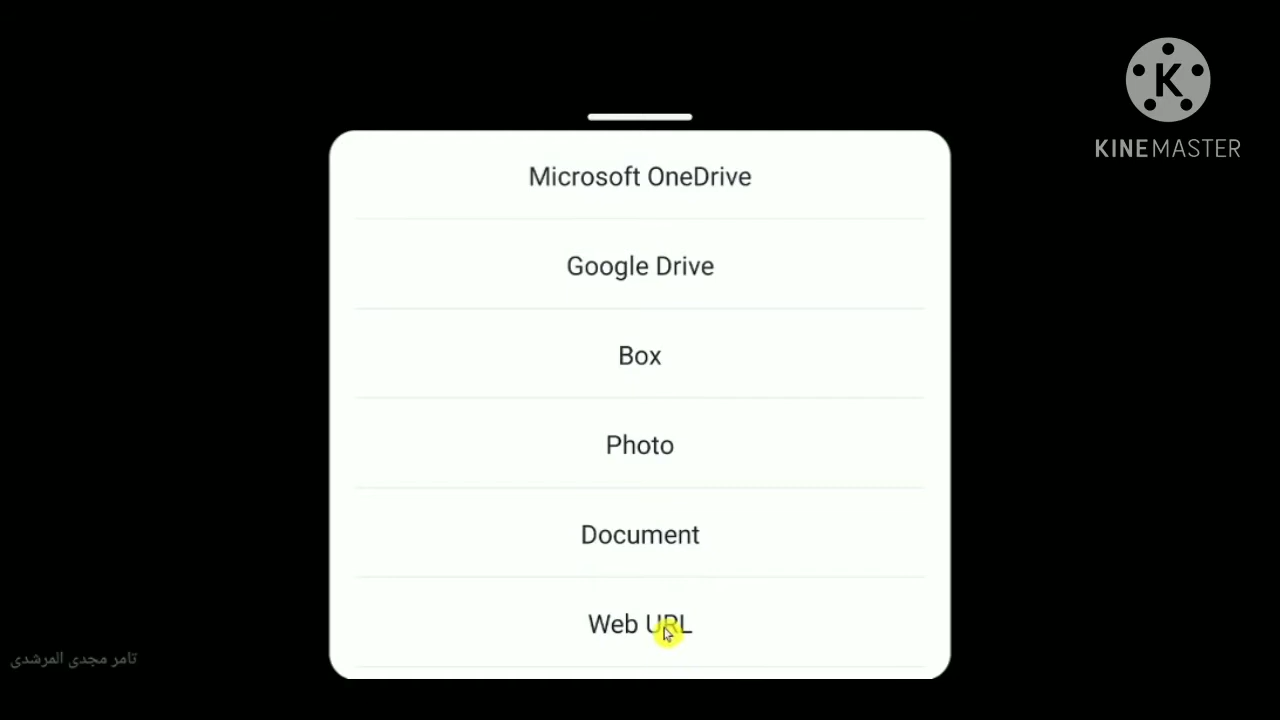 K
KINEMASTER
Microsoft OneDrive
Google Drive
Box
Photo
Document
Web URL
تامر مجدى المرشدى